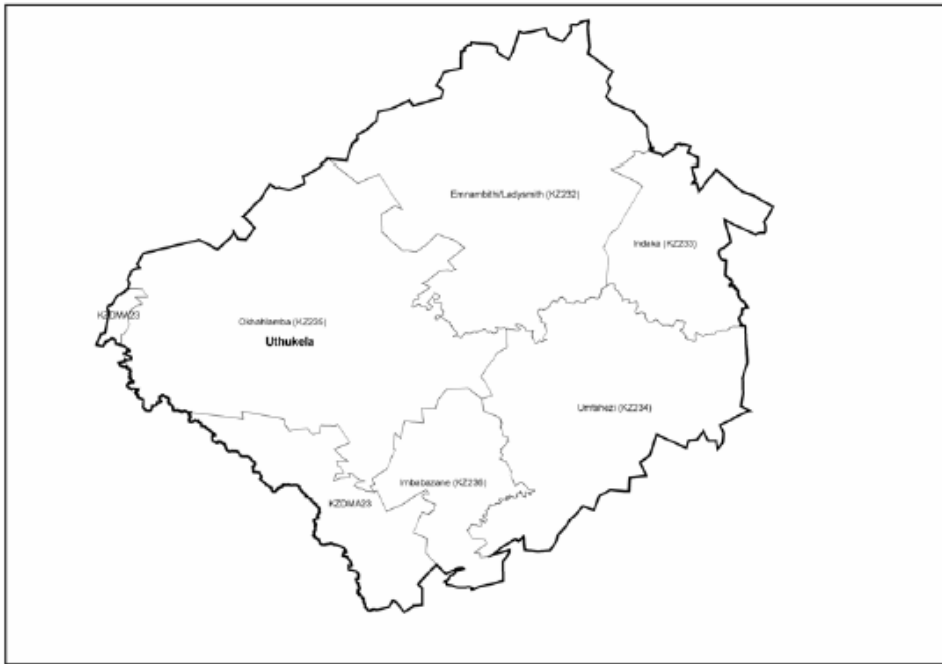 Emnambithi/Ladysmith (KZ232)
Indaka (KZ233)
KZDMA23
Okhahlamba (KZ235)
Uthukela
Umtshezi (KZ234)
Imbabazane (KZ236)
KZDMA23